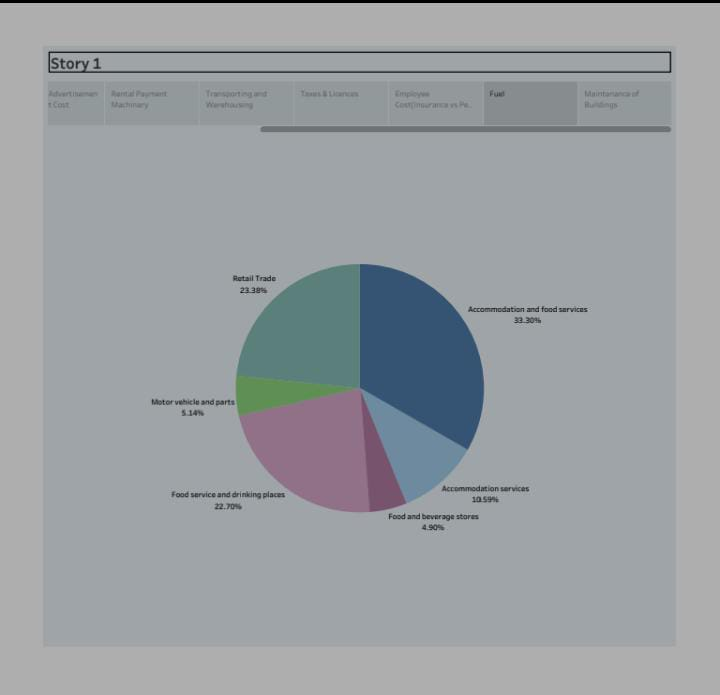 Story 1
Advertisemen
t Cost
Rental Payment
Machinary
Transporting and
Warehousing
Taxes & Licences
Employee
Cost(Insurance vs Pe..
Fuel
Maintanance of
Buildings
Retail Trade
23.38%
Accommodation and food services
33.30%
Motor vehicle and parts
5.14%
Accommodation services
10.59%
Food service and drinking places
22.70%
Food and beverage stores
4.90%